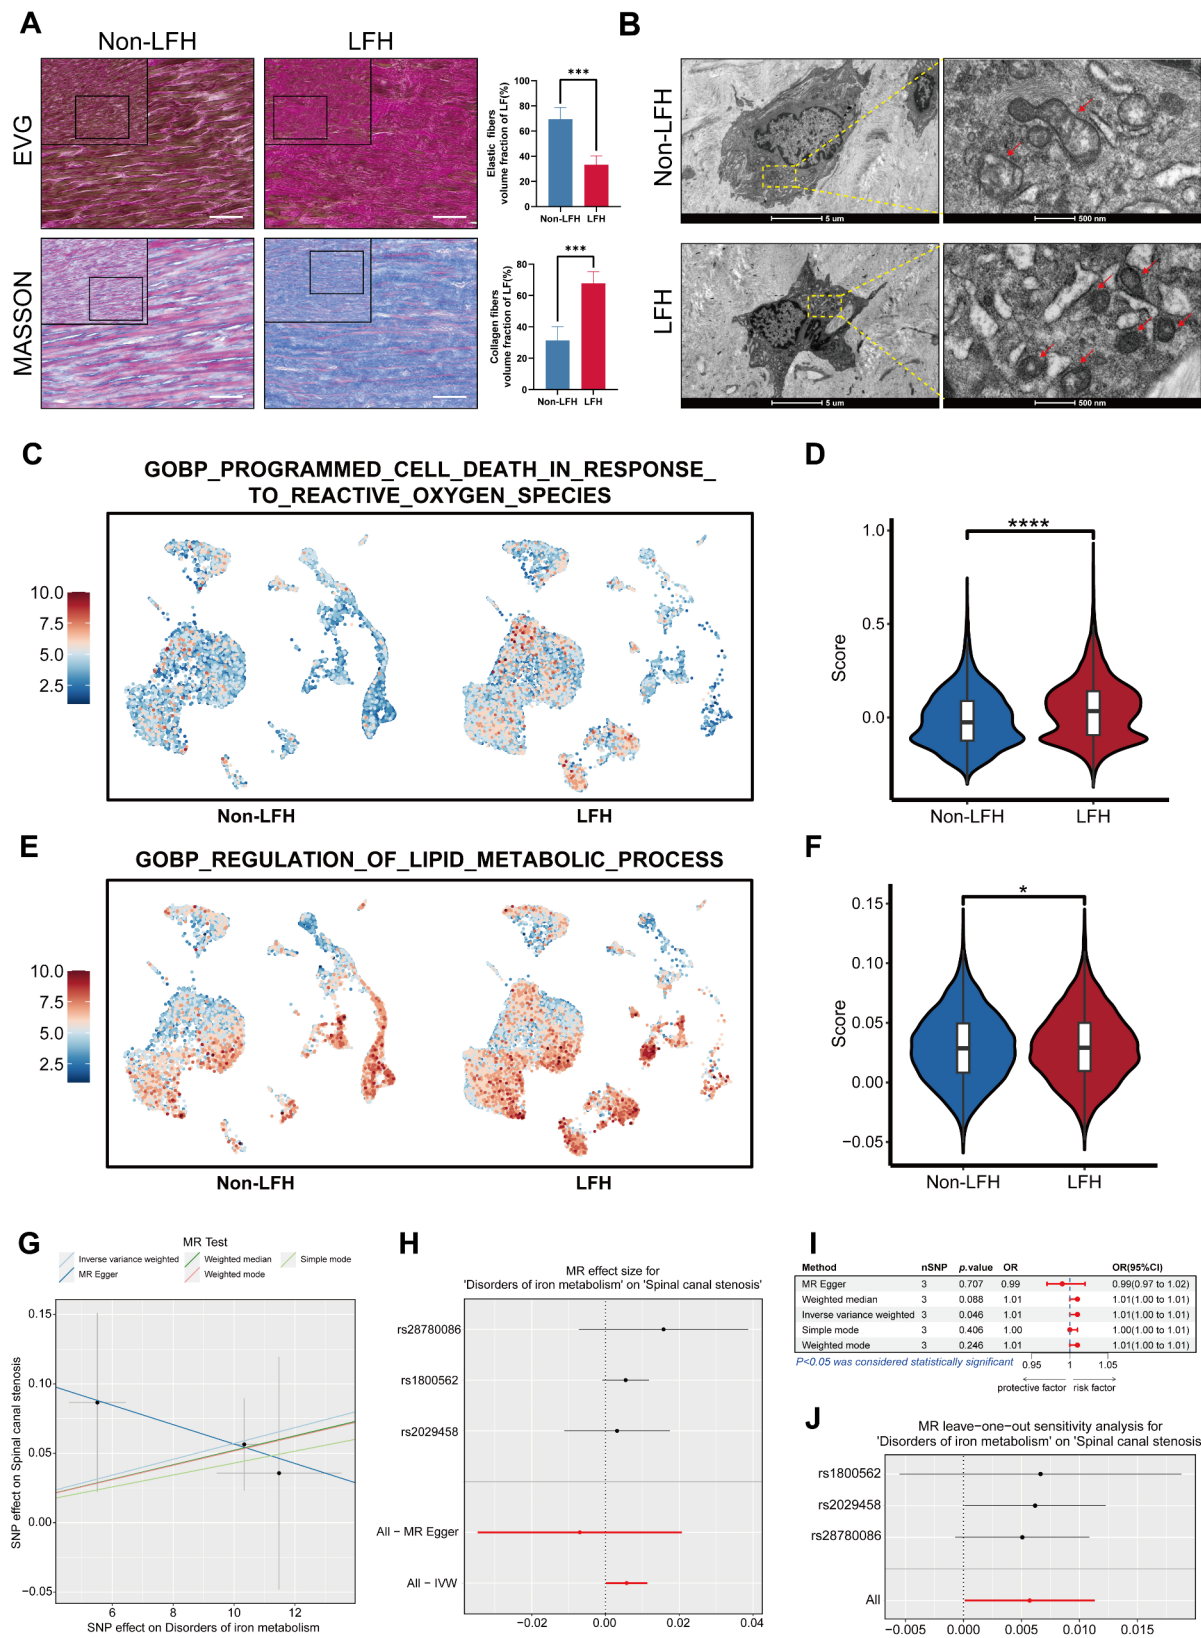 A
Non-LFH
LFH
EVG
MASSON
Elastic fibers
volume fraction of LF(%)
100
80
60
40
20
0
***
Non-LFH
LFH
Collagen fibers
volume fraction of LF(%)
80
60
40
20
0
***
Non-LFH
LFH
B
Non-LFH
LFH
5 um
500 nm
5 um
500 nm
C
GOBP_PROGRAMMED_CELL_DEATH_IN_RESPONSE_
TO_REACTIVE_OXYGEN_SPECIES
10.0
7.5
5.0
2.5
Non-LFH
LFH
D
****
Score
1.0
0.5
0.0
Non-LFH
LFH
E
GOBP_REGULATION_OF_LIPID_METABOLIC_PROCESS
10.0
7.5
5.0
2.5
Non-LFH
LFH
F
*
Score
0.15
0.10
0.05
0.00
−0.05
Non-LFH
LFH
G
MR Test
Inverse variance weighted
Weighted median
Simple mode
MR Egger
Weighted mode
SNP effect on Spinal canal stenosis
0.15
0.10
0.05
0.00
−0.05
6
8
10
12
SNP effect on Disorders of iron metabolism
H
MR effect size for
'Disorders of iron metabolism' on 'Spinal canal stenosis'
rs28780086
rs1800562
rs2029458
All − MR Egger
All − IVW
−0.02
0.00
0.02
0.04
I
Method nSNP p.value OR OR(95%CI)
MR Egger 3 0.707 0.99 0.99(0.97 to 1.02)
Weighted median 3 0.088 1.01 1.01(1.00 to 1.01)
Inverse variance weighted 3 0.046 1.01 1.01(1.00 to 1.01)
Simple mode 3 0.406 1.00 1.00(1.00 to 1.01)
Weighted mode 3 0.246 1.01 1.01(1.00 to 1.01)
P<0.05 was considered statistically significant
0.95 1 1.05
protective factor risk factor
J
MR leave−one−out sensitivity analysis for
'Disorders of iron metabolism' on 'Spinal canal stenosis
rs1800562
rs2029458
rs28780086
All
−0.005
0.000
0.005
0.010
0.015